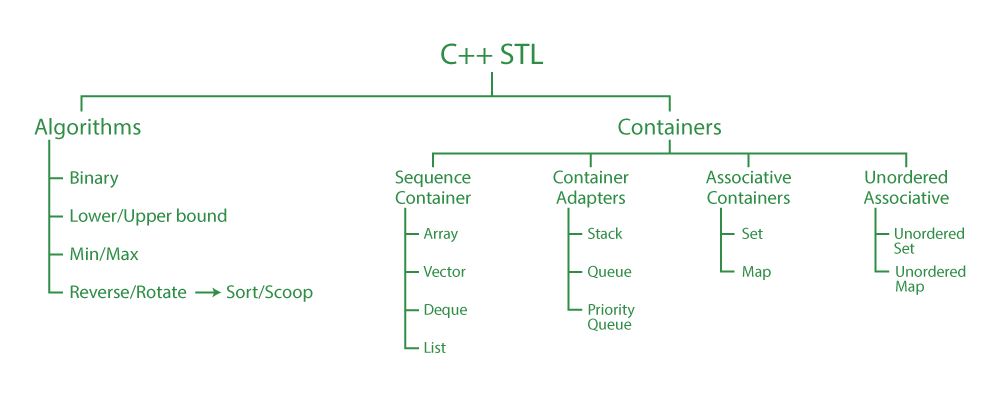 C++ STL
Algorithms
Binary
Lower/Upper bound
Min/Max
Reverse/Rotate
Sort/Scoop
Containers
Sequence
Container
Array
Vector
Deque
List
Container
Adapters
Stack
Queue
Priority
Queue
Associative
Containers
Set
Map
Unordered
Associative
Unordered
Set
Unordered
Map